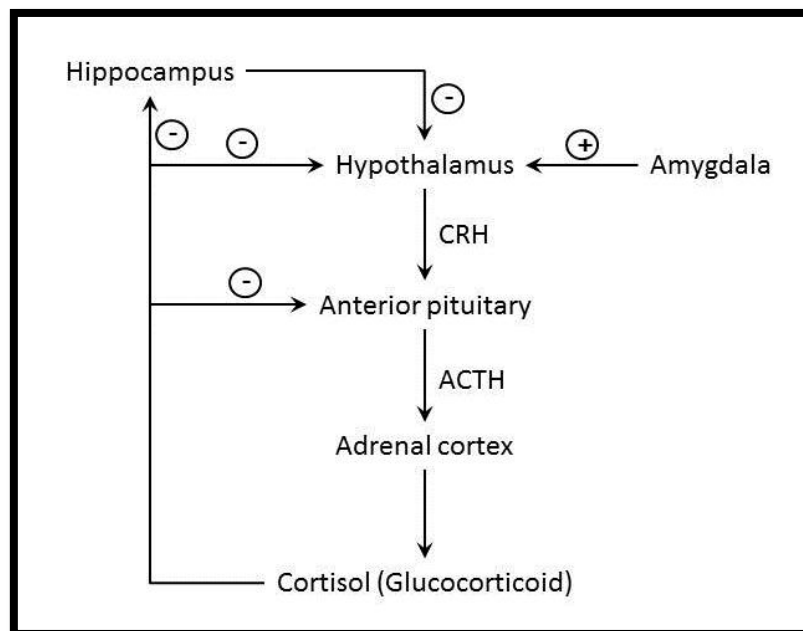 Hippocampus
-
- -
Hypothalamus + Amygdala
CRH
-
Anterior pituitary
ACTH
Adrenal cortex
Cortisol (Glucocorticoid)